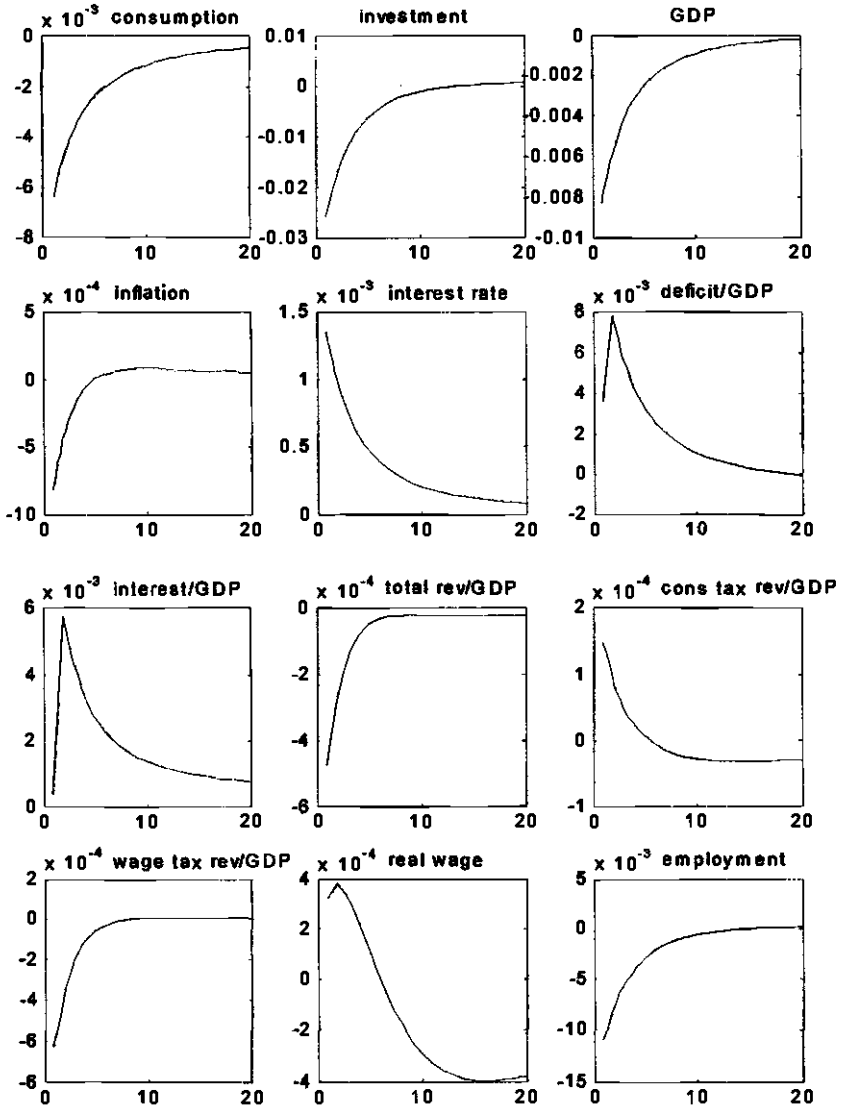 x 10⁻³ consumption
0
-2
-4
-6
-8
0 10 20
investment
0.01
0
-0.01
-0.02
-0.03
0 10 20
GDP
0
-0.002
-0.004
-0.006
-0.008
-0.01
0 10 20
x 10⁻⁴ inflation
5
0
-5
-10
0 10 20
x 10⁻³ interest rate
1.5
1
0.5
0
0 10 20
x 10⁻³ deficit/GDP
8
6
4
2
0
-2
0 10 20
x 10⁻³ interest/GDP
6
4
2
0
0 10 20
x 10⁻⁴ total rev/GDP
0
-2
-4
-6
0 10 20
x 10⁻⁴ cons tax rev/GDP
2
1
0
-1
0 10 20
x 10⁻⁴ wage tax rev/GDP
2
0
-2
-4
-6
-8
0 10 20
x 10⁻⁴ real wage
4
2
0
-2
-4
0 10 20
x 10⁻³ employment
5
0
-5
-10
-15
0 10 20